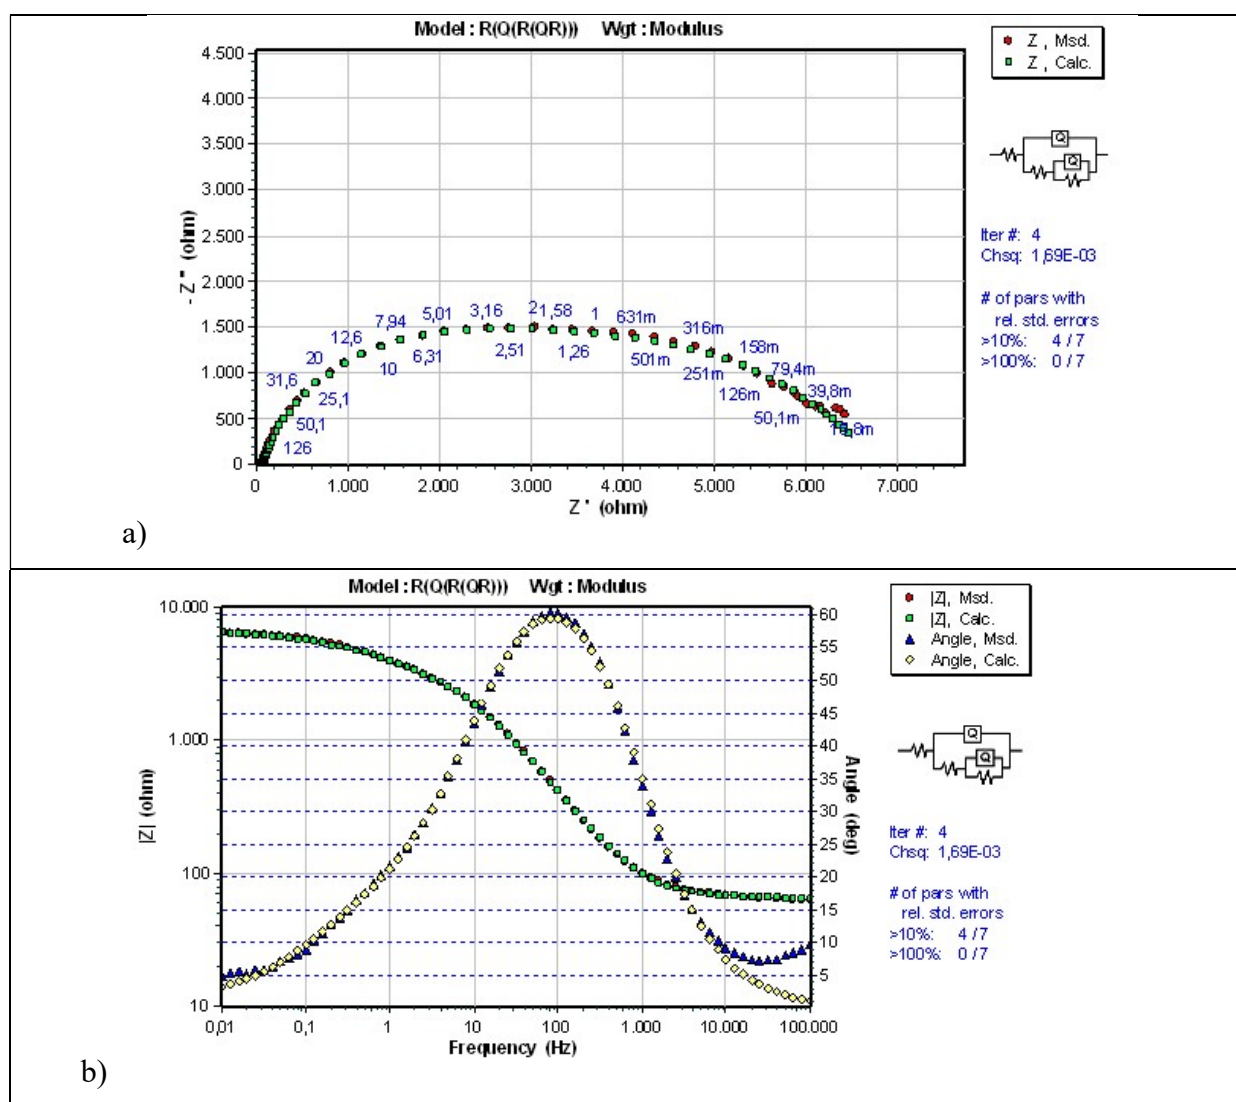 Model : R(Q(R(QR))) Wgt : Modulus
Z , Msd.
Z , Calc.
4.500
4.000
3.500
3.000
2.500
2.000
1.500
1.000
500
0
- Z '' (ohm)
31,6
20
12,6
7,94
5,01
3,16
2
1,58
1
631m
316m
158m
79,4m
39,8m
126
50,1
25,1
10
6,31
2,51
1,26
501m
251m
126m
50,1m
Q
Q
Iter #: 4
Chsq: 1,69E-03
# of pars with
rel. std. errors
>10%: 4 / 7
>100%: 0 / 7
0 1.000 2.000 3.000 4.000 5.000 6.000 7.000
Z ' (ohm)
a)
Model : R(Q(R(QR))) Wgt : Modulus
|Z|, Msd.
|Z|, Calc.
Angle, Msd.
Angle, Calc.
10.000
1.000
100
10
|Z| (ohm)
60
55
50
45
40
35
30
25
20
15
10
5
Angle (deg)
Q
Q
Iter #: 4
Chsq: 1,69E-03
# of pars with
rel. std. errors
>10%: 4 / 7
>100%: 0 / 7
0,01 0,1 1 10 100 1.000 10.000 100.000
Frequency (Hz)
b)